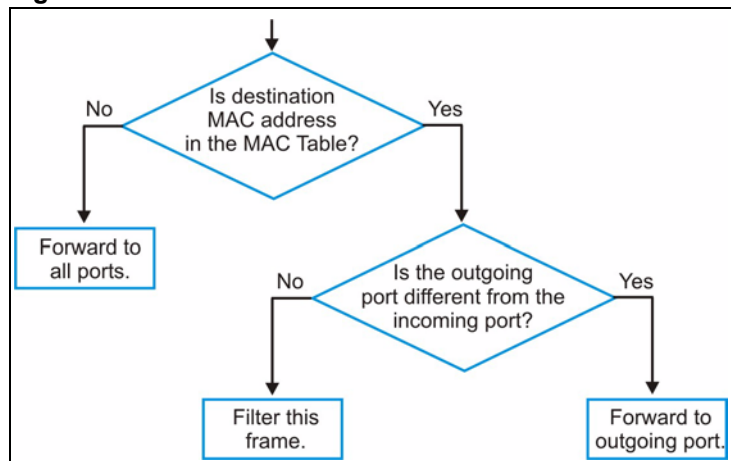 No
Is destination
MAC address
in the MAC Table?
Yes
Forward to
all ports.
No
Is the outgoing
port different from the
incoming port?
Yes
Filter this
frame.
Forward to
outgoing port.